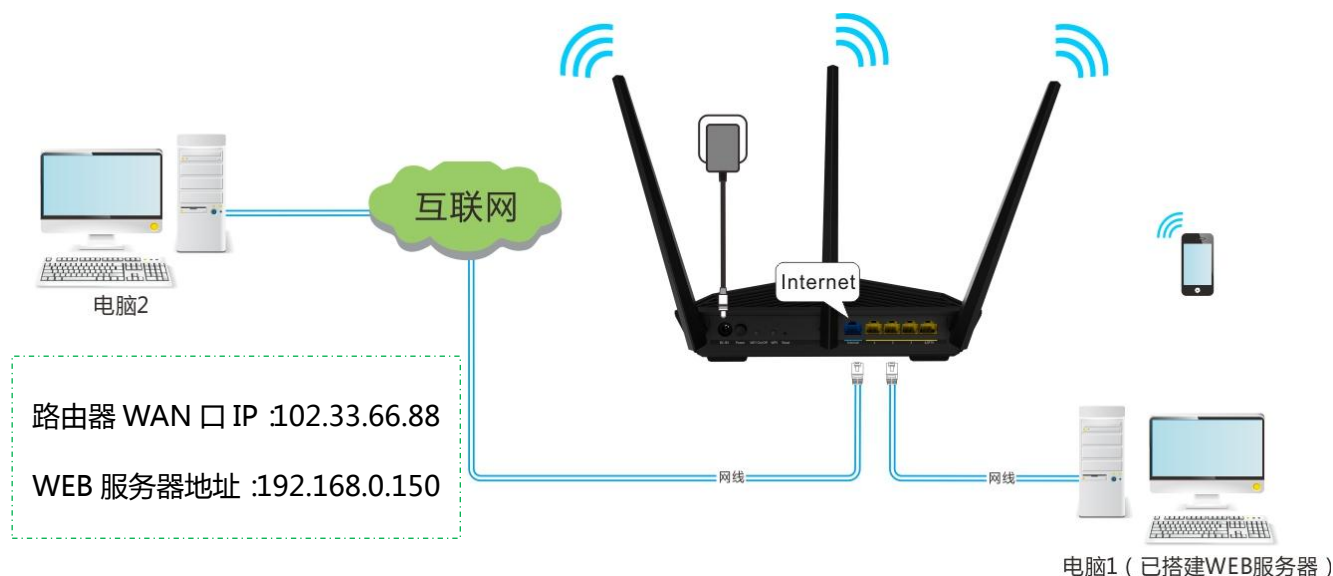 互联网
Internet
电脑2
路由器 WAN 口 IP :102.33.66.88
WEB 服务器地址 :192.168.0.150
网线
网线
电脑1（已搭建WEB服务器）